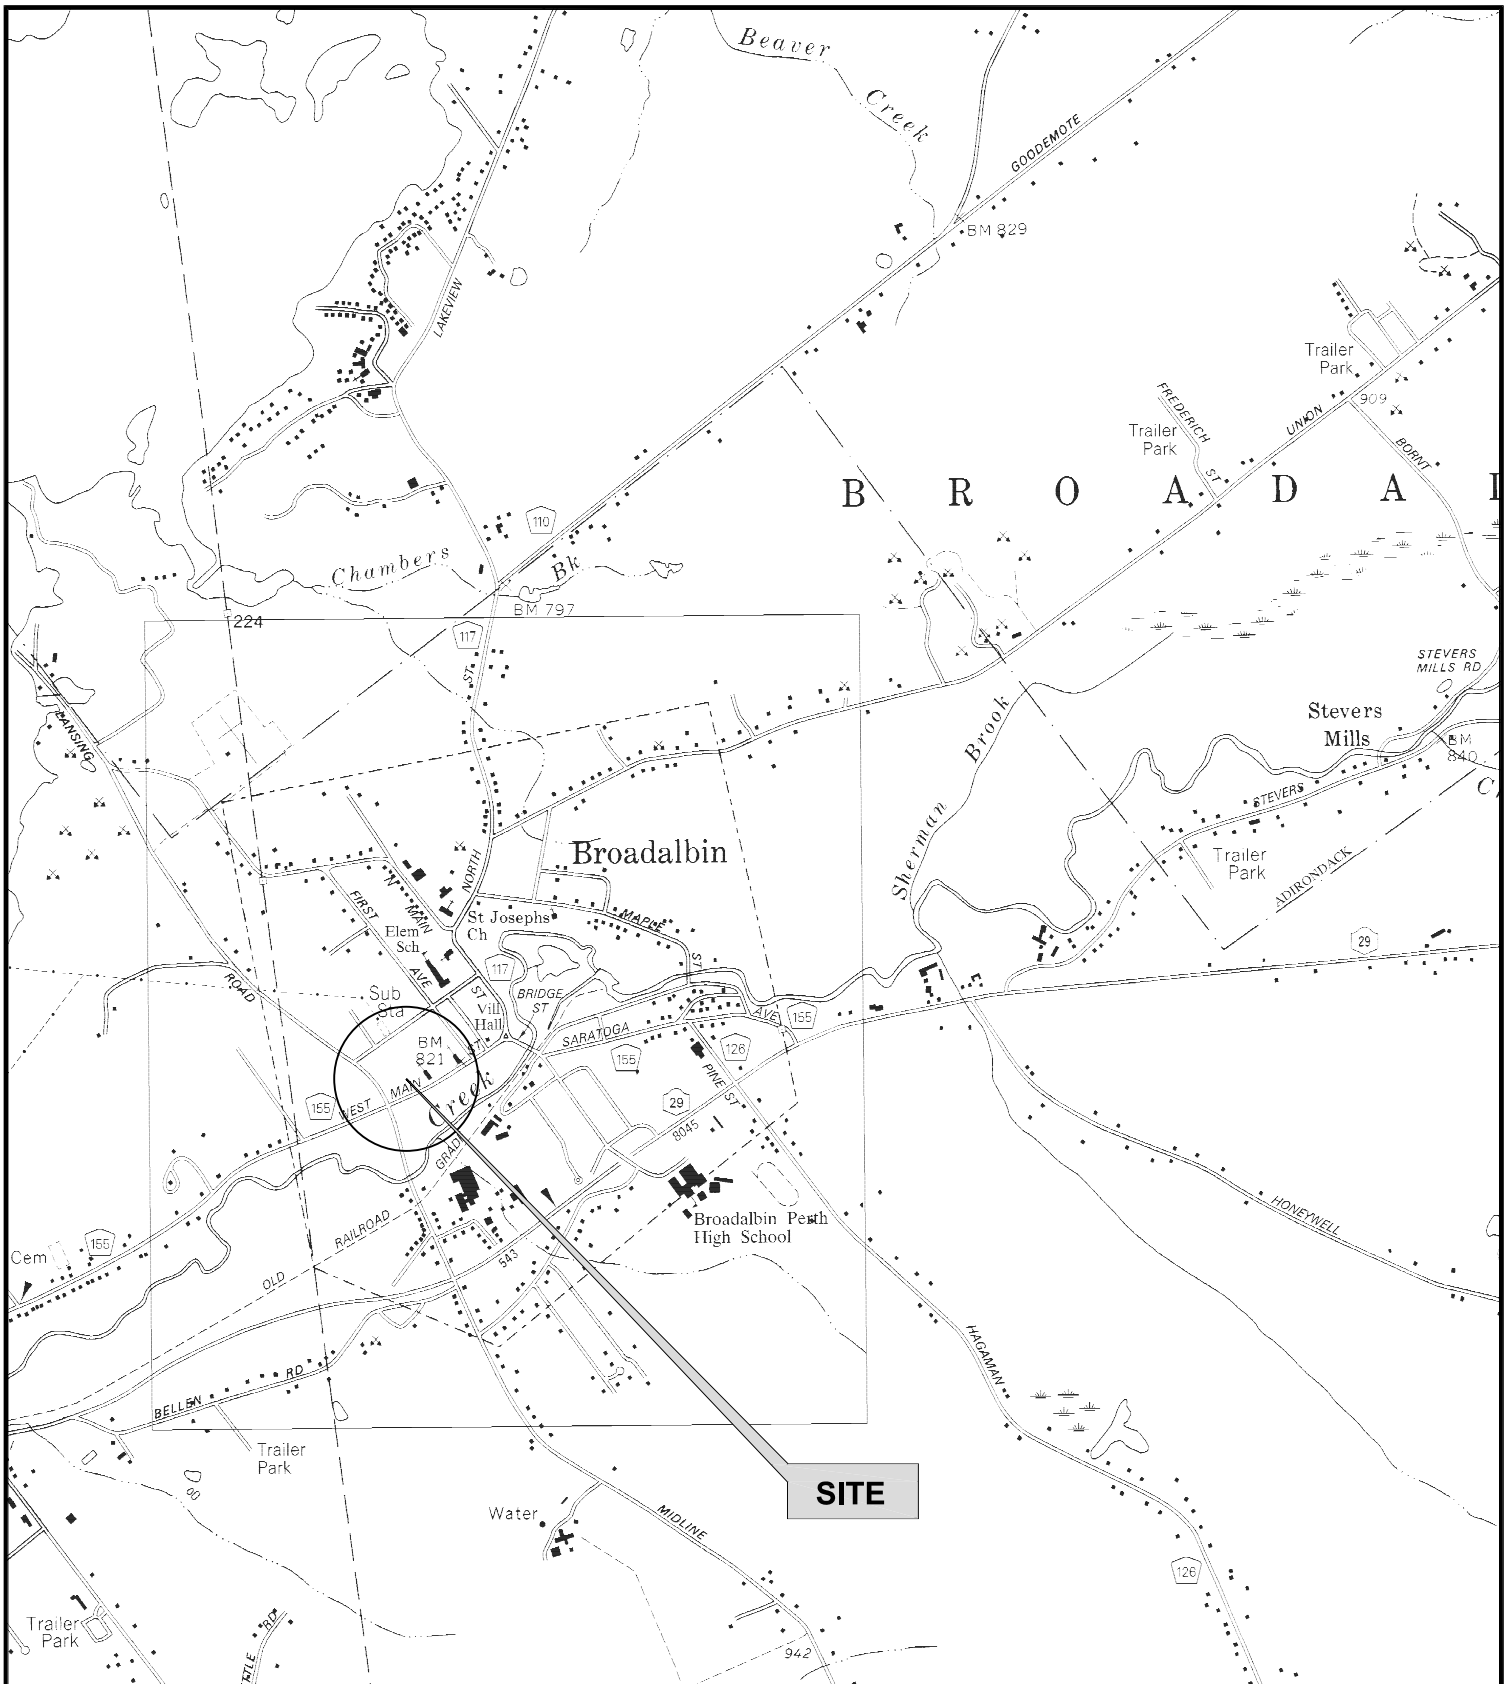 Beaver
Creek
GOODEMOTE
BM 829
LAKEVIEW
Trailer
Park
909
FREDERICH
ST
UNION
BORNT
Trailer
Park
B R O A D A
110
Chambers
Bk
BM 797
224
117
ST
STEVERS
MILLS RD
Stevers
Mills
BM
840
LANSING
Sherman
Brook
STEVERS
C
Broadalbin
NORTH
Trailer
Park
ADIRONDACK
N
MAIN
FIRST
AVE
ST
Elem
Sch
St Josephs
Ch
MAPLE
ST
29
117
ROAD
Sub
Sta
BRIDGE
ST
Vill
Hall
SARATOGA
AVE
155
BM
821
ST
155
126
PINE ST
155
WEST
MAIN
Creek
29
8045
GRADE
Broadalbin Perth
High School
HONEYWELL
155
Cem
RAILROAD
OLD
543
HAGAMAN
BELLEN
RD
Trailer
Park
SITE
Water
MIDLINE
126
Trailer
Park
RD
942